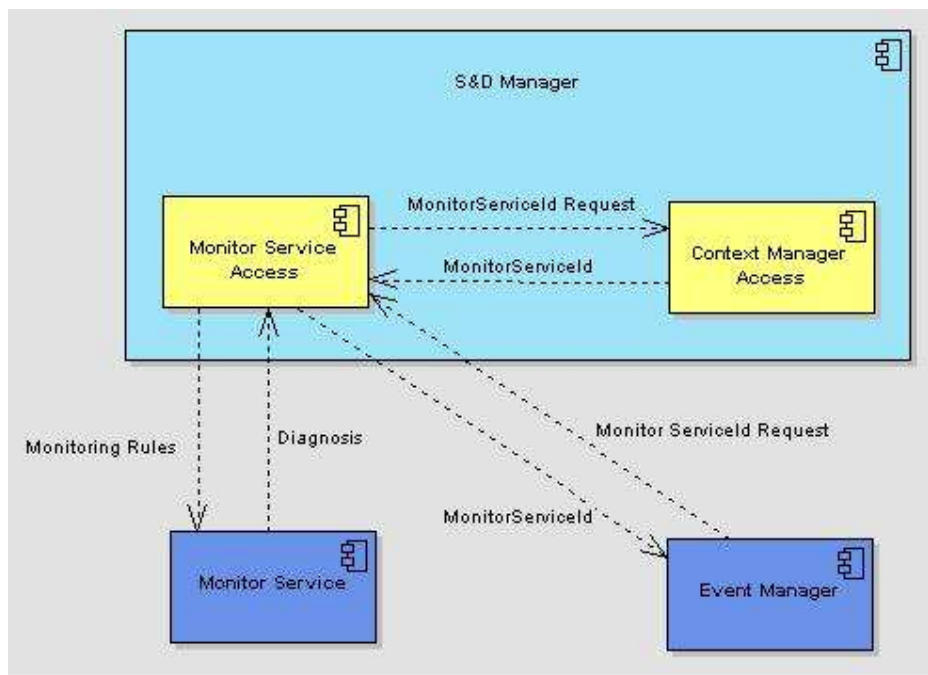 S&D Manager
MonitorServiceId Request
Monitor Service
Access
Context Manager
Access
MonitorServiceId
Monitoring Rules
Diagnosis
Monitor ServiceId Request
MonitorServiceId
Monitor Service
Event Manager